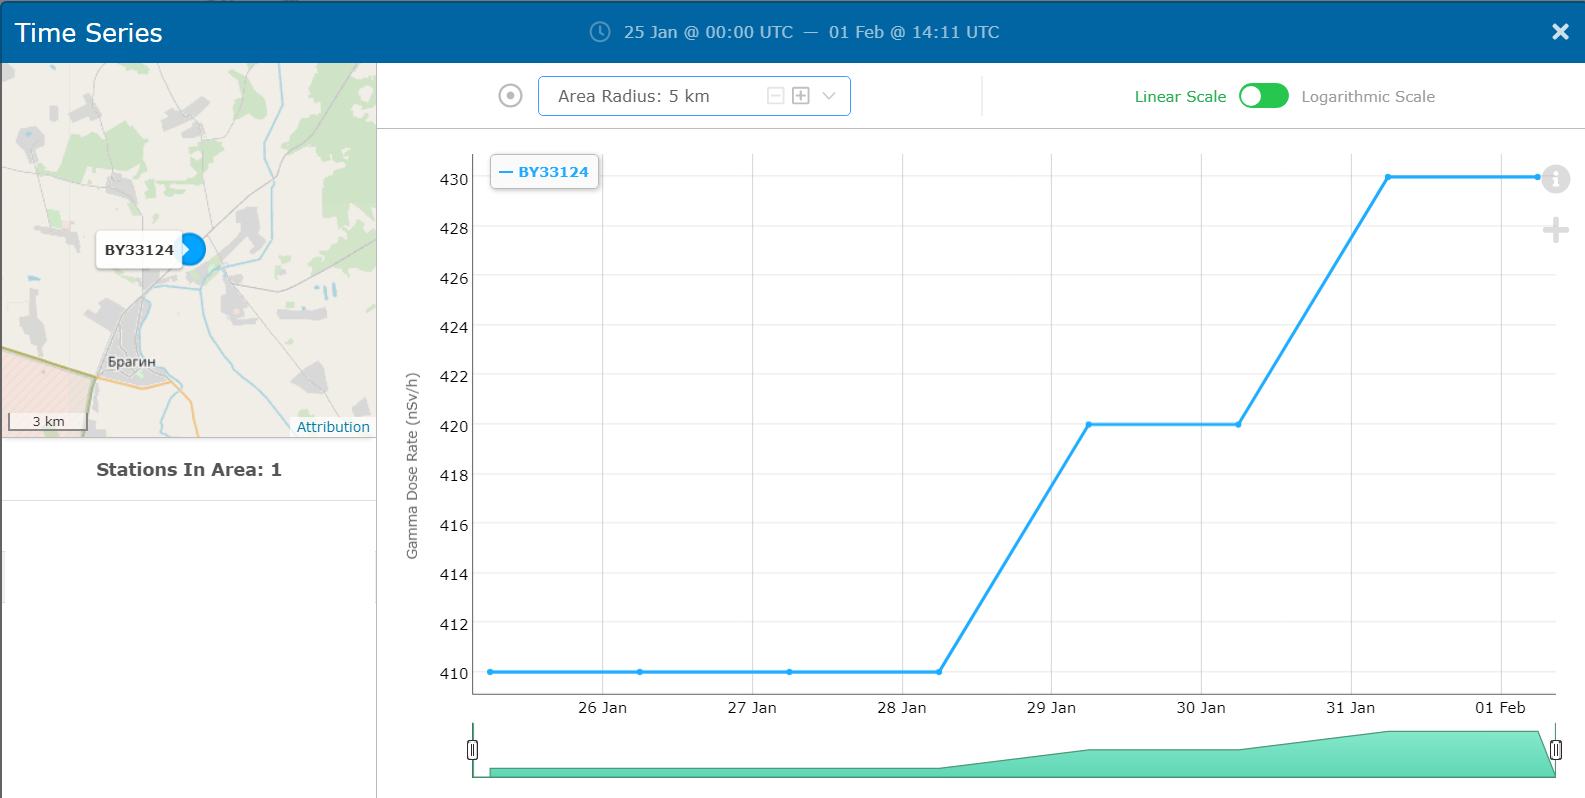 Time Series
25 Jan @ 00:00 UTC — 01 Feb @ 14:11 UTC
Area Radius: 5 km
Linear Scale
Logarithmic Scale
BY33124
Брагин
3 km
Attribution
Stations In Area: 1
BY33124
Gamma Dose Rate (nSv/h)
430
428
426
424
422
420
418
416
414
412
410
26 Jan
27 Jan
28 Jan
29 Jan
30 Jan
31 Jan
01 Feb